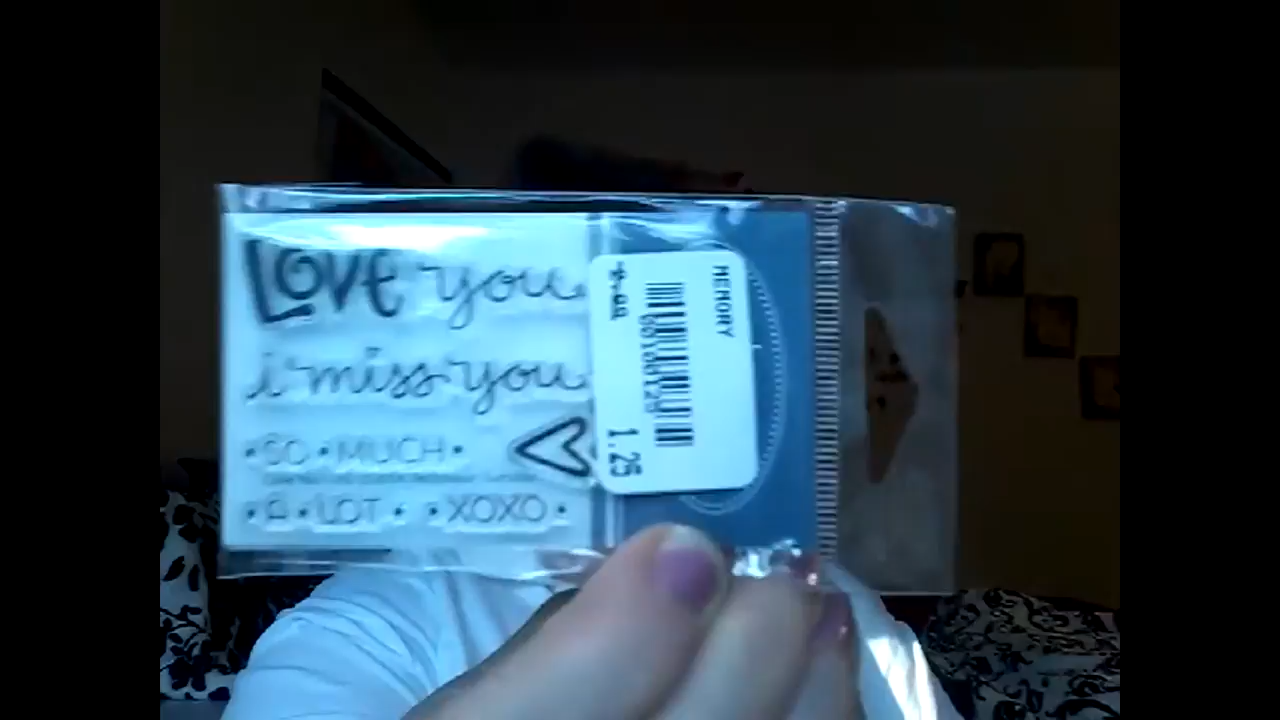 LOVE you
i miss you
• SO • MUCH •
• A • LOT • • XOXO •
MEMORY
1.25